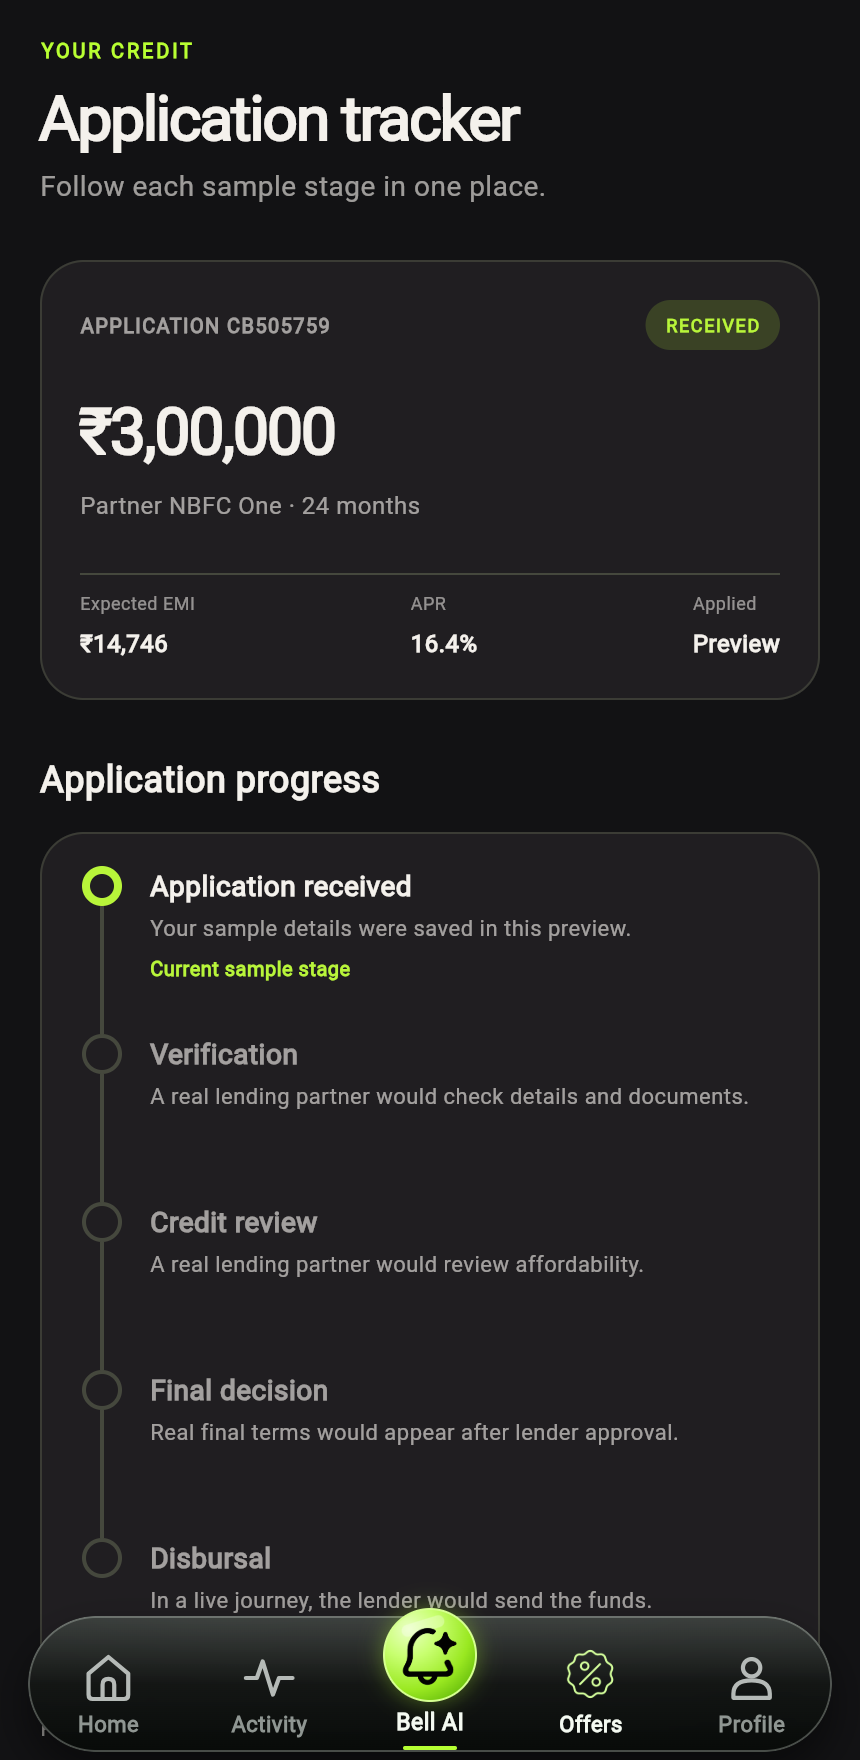 YOUR CREDIT
Application tracker
Follow each sample stage in one place.
APPLICATION CB505759
RECEIVED
₹3,00,000
Partner NBFC One · 24 months
Expected EMI
APR
Applied
₹14,746
16.4%
Preview
Application progress
Application received
Your sample details were saved in this preview.
Current sample stage
Verification
A real lending partner would check details and documents.
Credit review
A real lending partner would review affordability.
Final decision
Real final terms would appear after lender approval.
Disbursal
In a live journey, the lender would send the funds.
Home
Activity
Bell AI
Offers
Profile